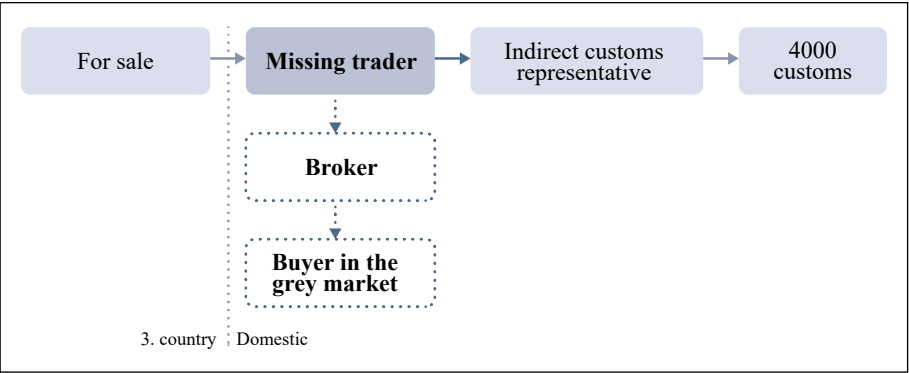 For sale
Missing trader
Indirect customs
representative
4000
customs
Broker
Buyer in the
grey market
3. country
Domestic